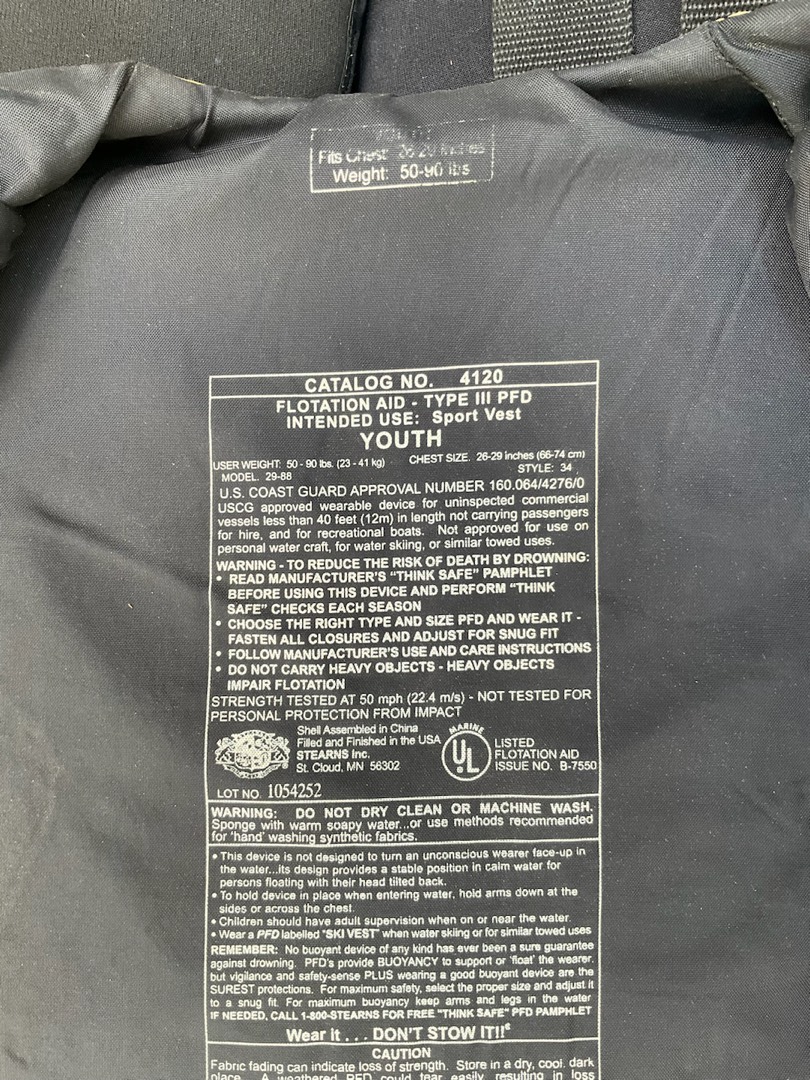 Fits Chest: 26-29 Inches
Weight: 50-90 lbs
CATALOG NO. 4120
FLOTATION AID - TYPE III PFD
INTENDED USE: Sport Vest
YOUTH
USER WEIGHT: 50 - 90 lbs. (23 - 41 kg) CHEST SIZE. 26-29 inches (66-74 cm)
MODEL. 29-88 STYLE: 34
U.S. COAST GUARD APPROVAL NUMBER 160.064/4276/0
USCG approved wearable device for uninspected commercial
vessels less than 40 feet (12m) in length not carrying passengers
for hire, and for recreational boats. Not approved for use on
personal water craft, for water skiing, or similar towed uses.
WARNING - TO REDUCE THE RISK OF DEATH BY DROWNING:
• READ MANUFACTURER'S "THINK SAFE" PAMPHLET
BEFORE USING THIS DEVICE AND PERFORM "THINK
SAFE" CHECKS EACH SEASON
• CHOOSE THE RIGHT TYPE AND SIZE PFD AND WEAR IT -
FASTEN ALL CLOSURES AND ADJUST FOR SNUG FIT
• FOLLOW MANUFACTURER'S USE AND CARE INSTRUCTIONS
• DO NOT CARRY HEAVY OBJECTS - HEAVY OBJECTS
IMPAIR FLOTATION
STRENGTH TESTED AT 50 mph (22.4 m/s) - NOT TESTED FOR
PERSONAL PROTECTION FROM IMPACT
Shell Assembled in China
Filled and Finished in the USA
STEARNS Inc.
St. Cloud, MN 56302
MARINE
UL
LISTED
FLOTATION AID
ISSUE NO. B-7550
LOT NO. 1054252
WARNING: DO NOT DRY CLEAN OR MACHINE WASH.
Sponge with warm soapy water...or use methods recommended
for 'hand' washing synthetic fabrics.
• This device is not designed to turn an unconscious wearer face-up in
the water...its design provides a stable position in calm water for
persons floating with their head tilted back.
• To hold device in place when entering water, hold arms down at the
sides or across the chest.
• Children should have adult supervision when on or near the water.
• Wear a PFD labelled "SKI VEST" when water skiing or for similar towed uses
REMEMBER: No buoyant device of any kind has ever been a sure guarantee
against drowning. PFD's provide BUOYANCY to support or 'float' the wearer,
but vigilance and safety-sense PLUS wearing a good buoyant device are the
SUREST protections. For maximum safety, select the proper size and adjust it
to a snug fit. For maximum buoyancy keep arms and legs in the water
IF NEEDED, CALL 1-800-STEARNS FOR FREE "THINK SAFE" PFD PAMPHLET
Wear it . . . DON'T STOW IT!!
CAUTION
Fabric fading can indicate loss of strength. Store in a dry, cool, dark
place. A weathered PFD could tear easily resulting in loss